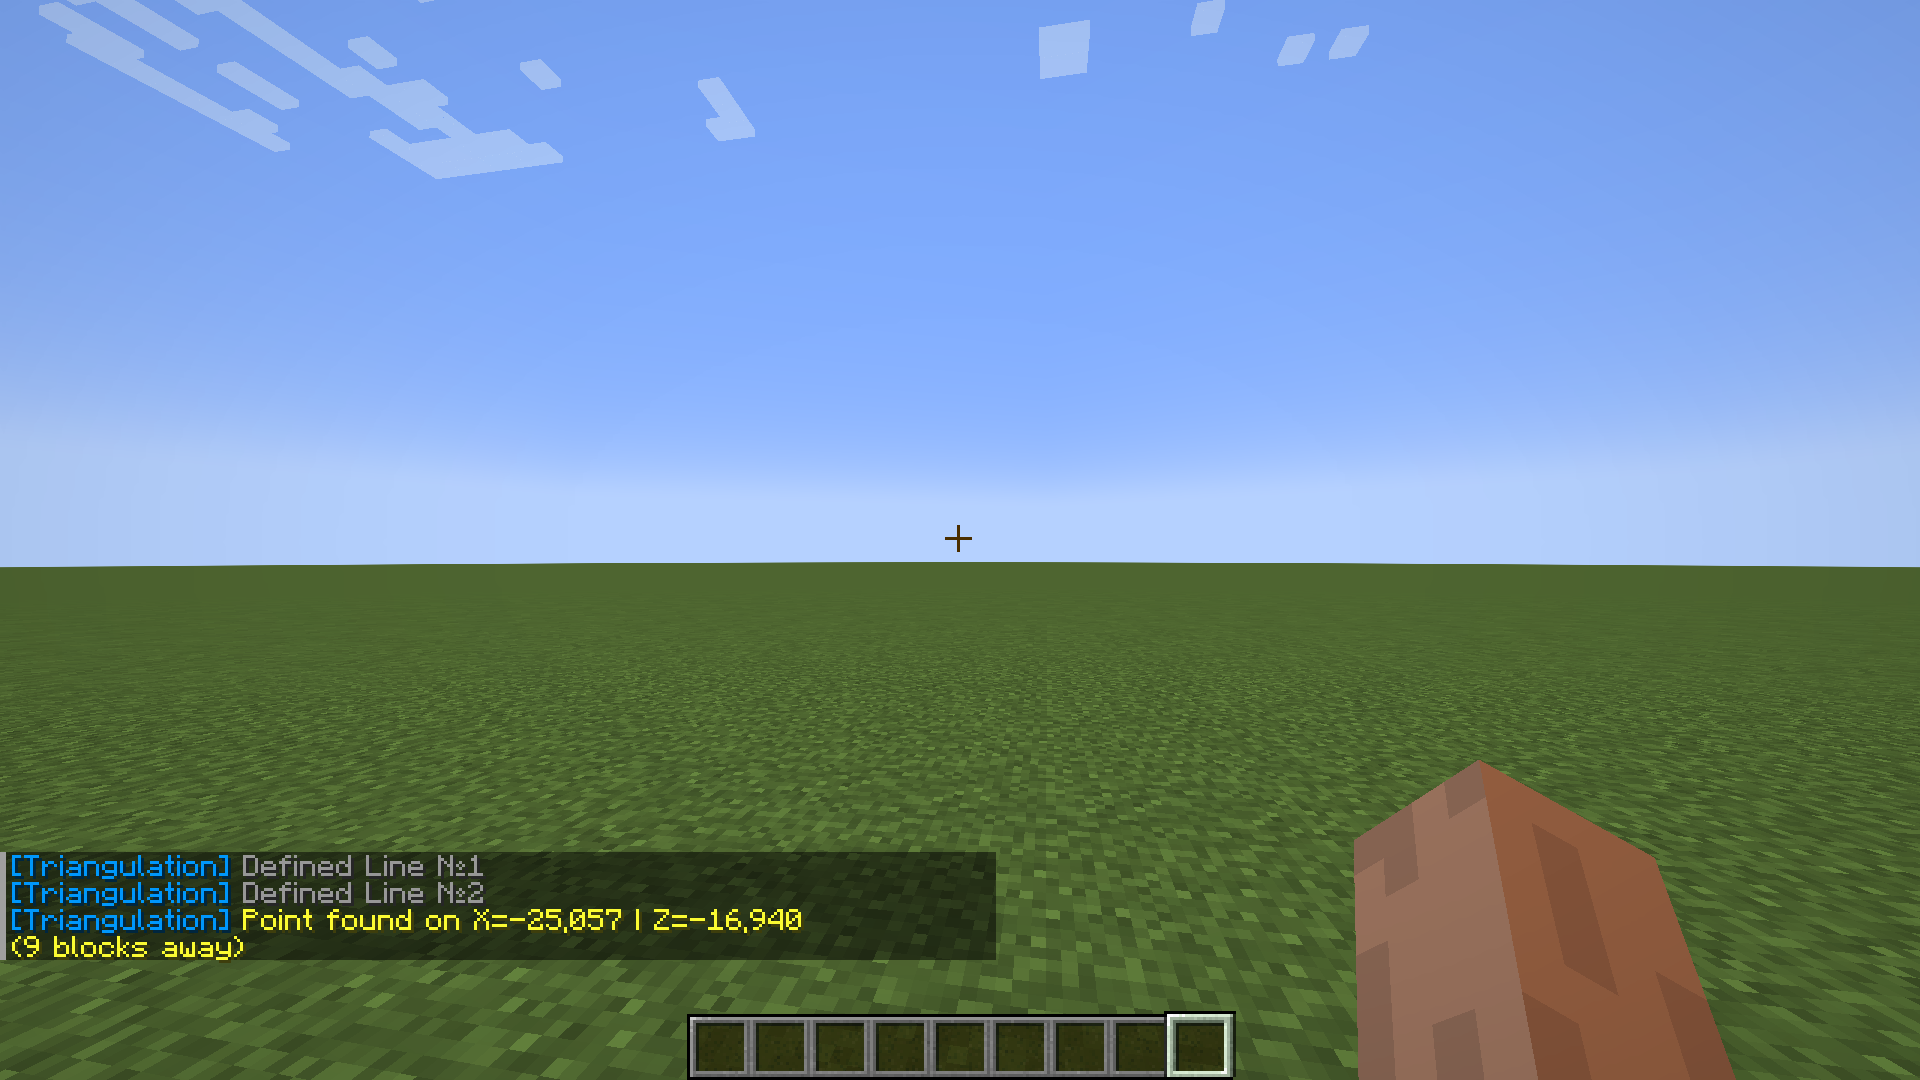 [Triangulation] Defined Line №1
[Triangulation] Defined Line №2
[Triangulation] Point found on X=-25,057 | Z=-16,940
(9 blocks away)